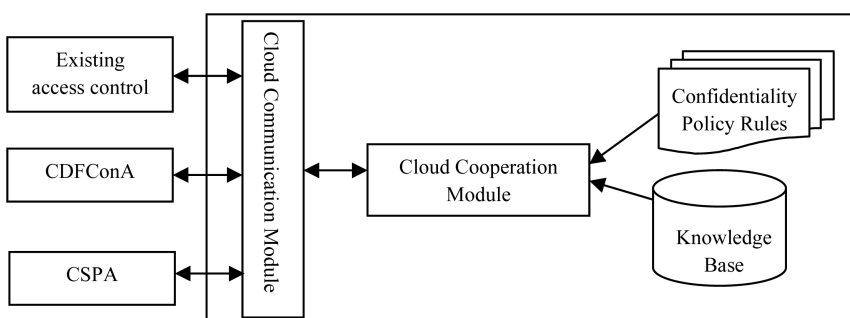 Existing
access control
CDFConA
CSPA
Cloud Communication Module
Cloud Cooperation
Module
Confidentiality
Policy Rules
Knowledge
Base